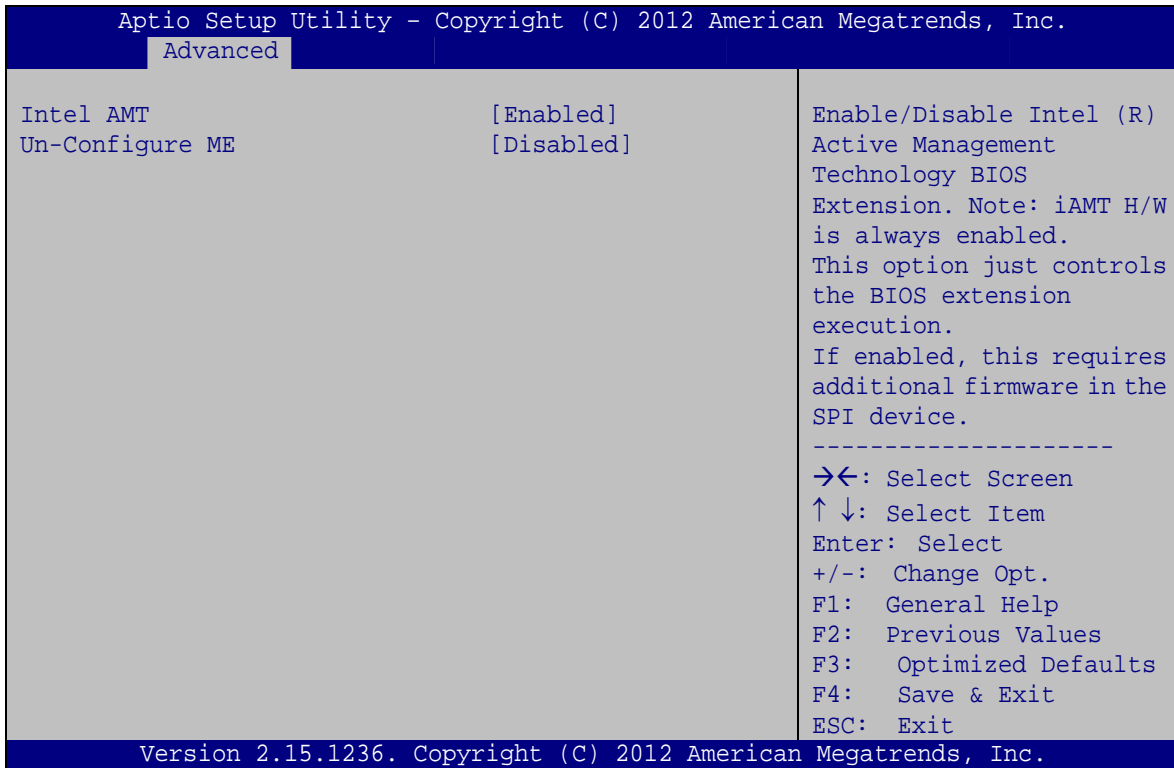 Aptio Setup Utility – Copyright (C) 2012 American Megatrends, Inc.
Advanced
Intel AMT [Enabled]
Un-Configure ME [Disabled]
Enable/Disable Intel (R)
Active Management
Technology BIOS
Extension. Note: iAMT H/W
is always enabled.
This option just controls
the BIOS extension
execution.
If enabled, this requires
additional firmware in the
SPI device.
---------------------
→←: Select Screen
↑ ↓: Select Item
Enter: Select
+/-: Change Opt.
F1: General Help
F2: Previous Values
F3: Optimized Defaults
F4: Save & Exit
ESC: Exit
Version 2.15.1236. Copyright (C) 2012 American Megatrends, Inc.